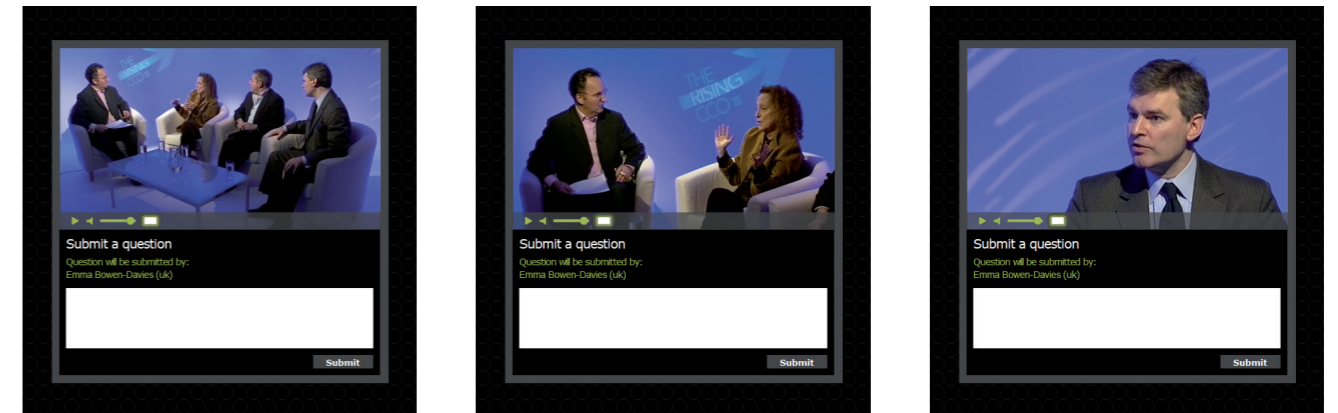 THE
RISING
CCO III
Submit a question
Question will be submitted by:
Emma Bowen-Davies (uk)
Submit
THE
RISING
CCO III
Submit a question
Question will be submitted by:
Emma Bowen-Davies (uk)
Submit
Submit a question
Question will be submitted by:
Emma Bowen-Davies (uk)
Submit